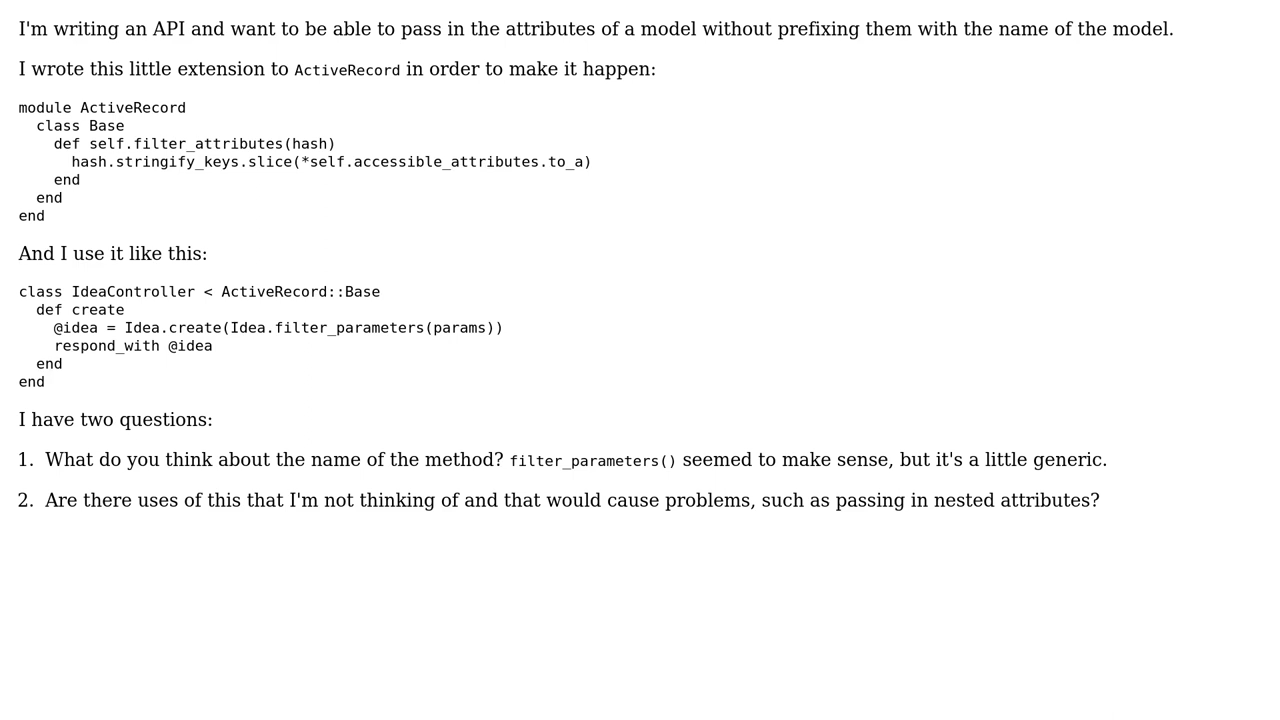 I'm writing an API and want to be able to pass in the attributes of a model without prefixing them with the name of the model.
I wrote this little extension to ActiveRecord in order to make it happen:
module ActiveRecord
  class Base
    def self.filter_attributes(hash)
      hash.stringify_keys.slice(*self.accessible_attributes.to_a)
    end
  end
end
And I use it like this:
class IdeaController < ActiveRecord::Base
  def create
    @idea = Idea.create(Idea.filter_parameters(params))
    respond_with @idea
  end
end
I have two questions:
1. What do you think about the name of the method? filter_parameters() seemed to make sense, but it's a little generic.
2. Are there uses of this that I'm not thinking of and that would cause problems, such as passing in nested attributes?